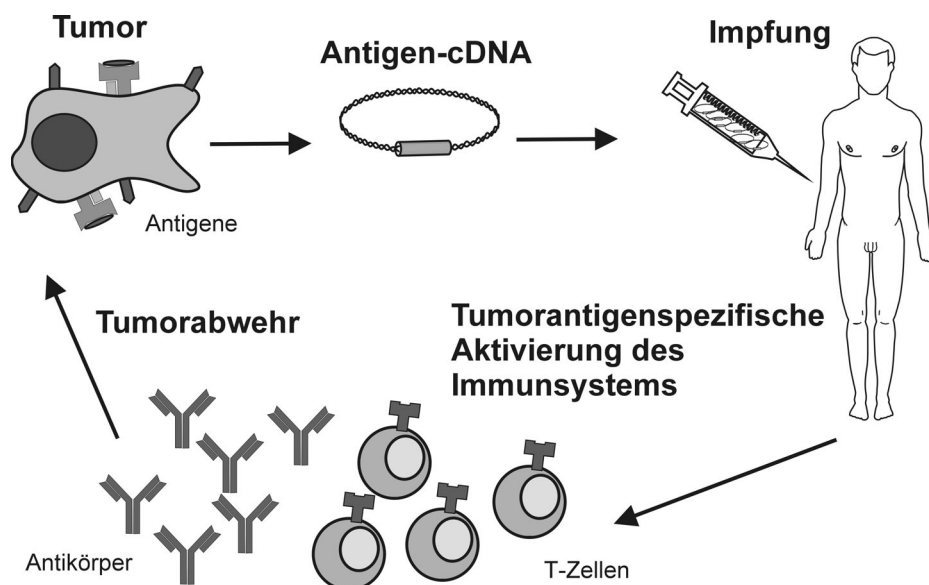 Tumor
Antigen-cDNA
Impfung
Antigene
Tumorabwehr
Tumorantigenspezifische
Aktivierung des
Immunsystems
Antikörper
T-Zellen